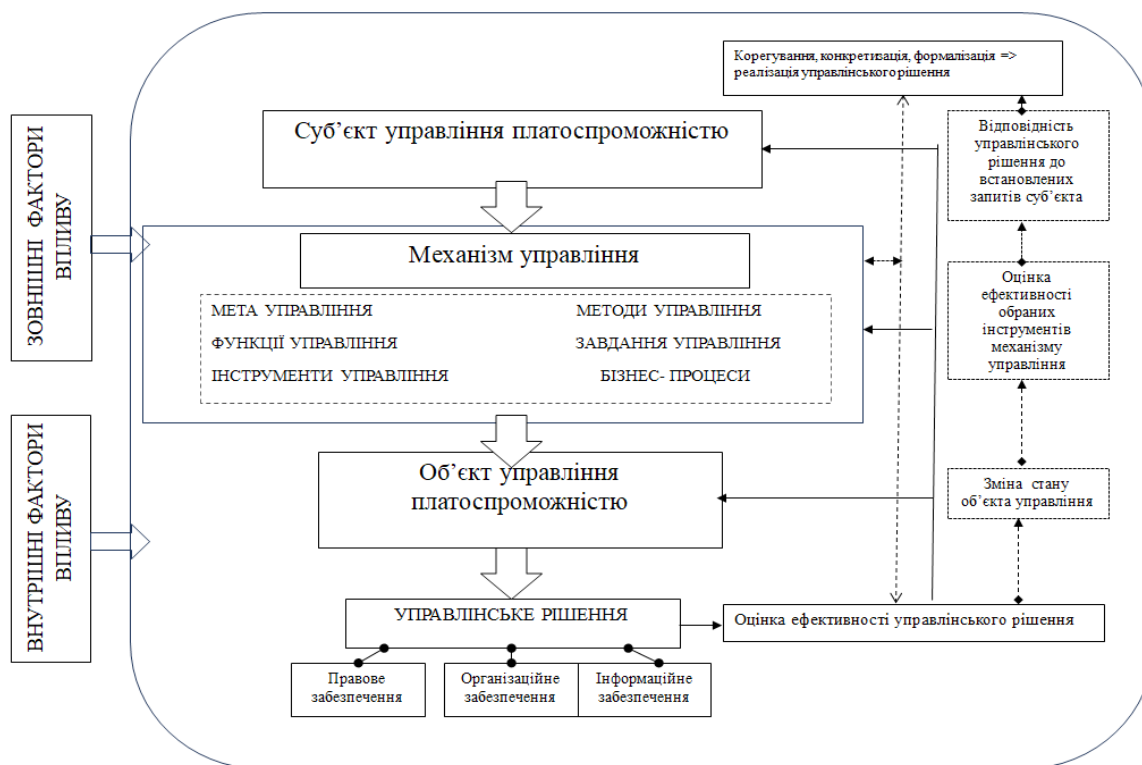 Корегування, конкретизація, формалізація =>
реалізація управлінського рішення
Суб’єкт управління платоспроможністю
Відповідність
управлінського
рішення до
встановлених
запитів суб’єкта
ЗОВНІШНІ ФАКТОРИ
ВПЛИВУ
Механізм управління
МЕТА УПРАВЛІННЯ
МЕТОДИ УПРАВЛІННЯ
ФУНКЦІЇ УПРАВЛІННЯ
ЗАВДАННЯ УПРАВЛІННЯ
ІНСТРУМЕНТИ УПРАВЛІННЯ
БІЗНЕС- ПРОЦЕСИ
Оцінка
ефективності
обраних
інструментів
механізму
управління
ВНУТРІШНІ ФАКТОРИ
ВПЛИВУ
Об’єкт управління
платоспроможністю
Зміна стану
об’єкта управління
УПРАВЛІНСЬКЕ РІШЕННЯ
Оцінка ефективності управлінського рішення
Правове
забезпечення
Організаційне
забезпечення
Інформаційне
забезпечення